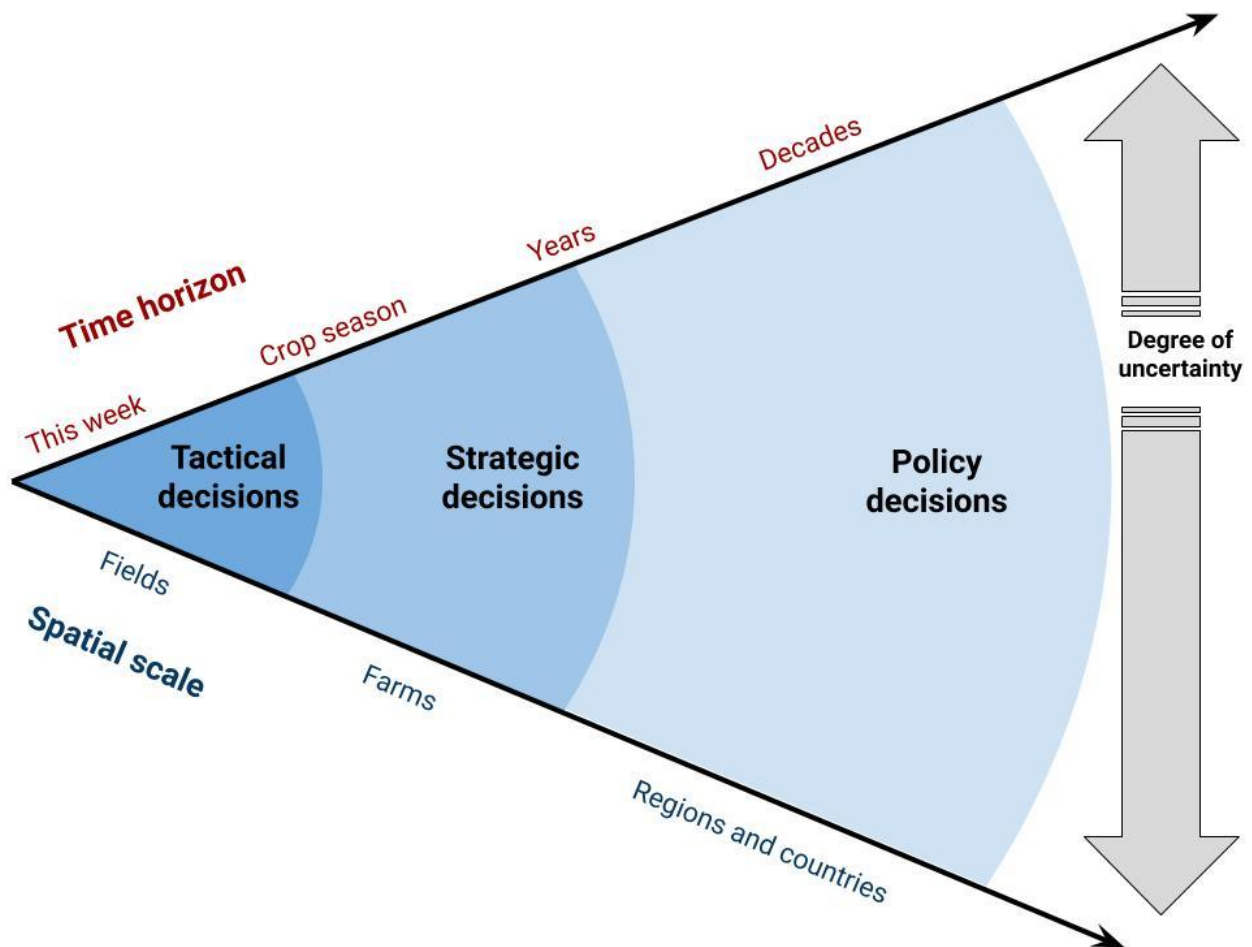 Decades
Years
Time horizon
Crop season
This week
Degree of
uncertainty
Tactical
decisions
Strategic
decisions
Policy
decisions
Fields
Spatial scale
Farms
Regions and countries